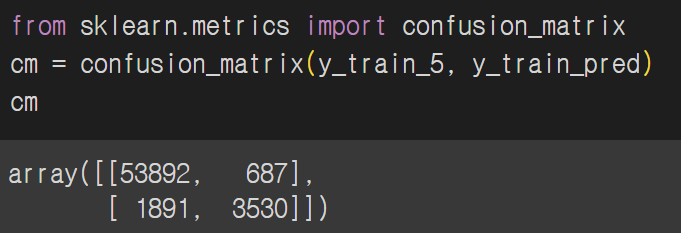 from sklearn.metrics import confusion_matrix
cm = confusion_matrix(y_train_5, y_train_pred)
cm
array([[53892,   687],
       [ 1891,  3530]])